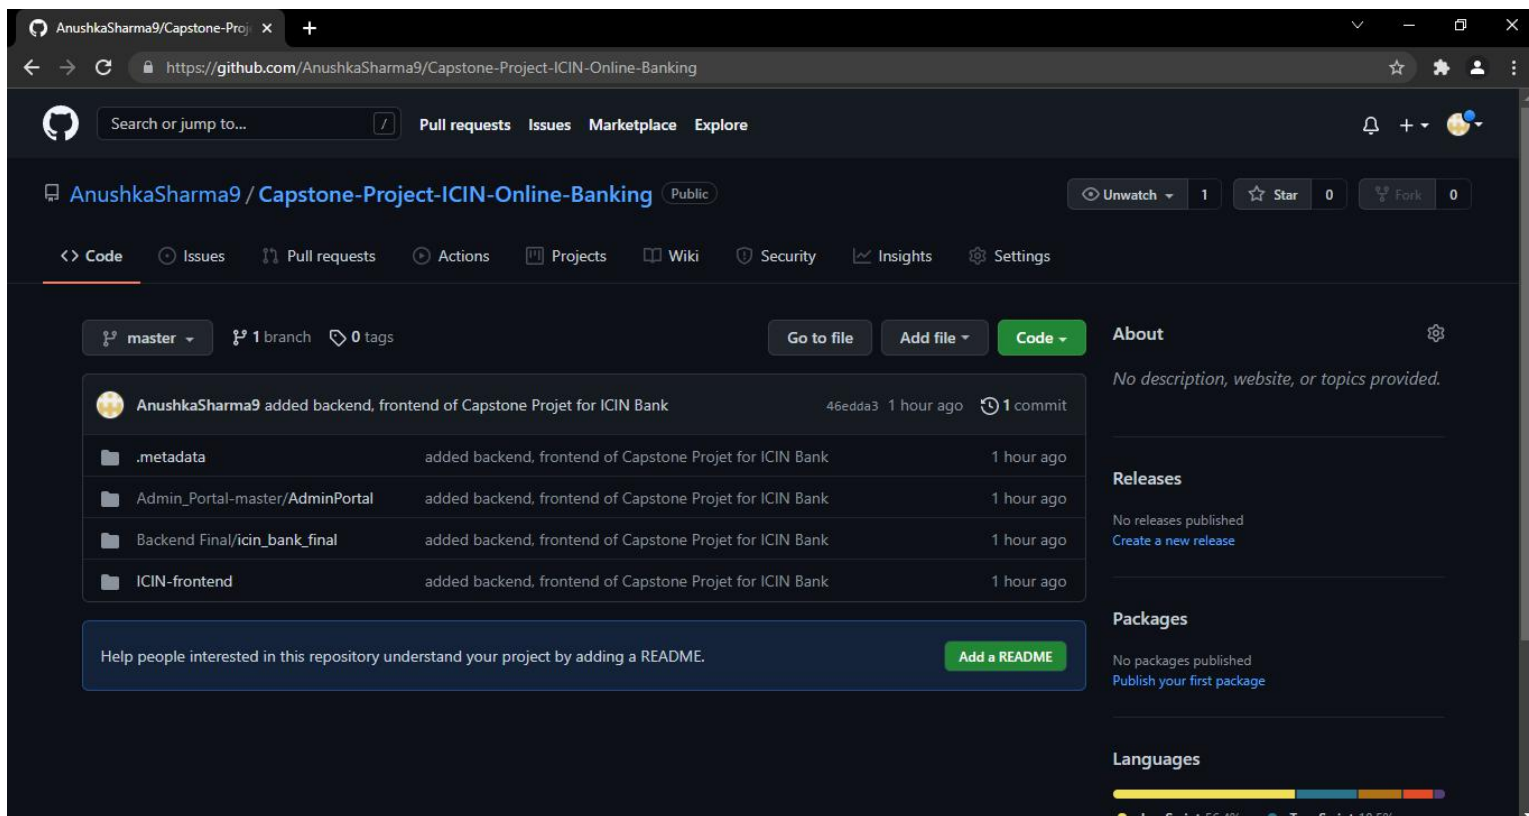 AnushkaSharma9/Capstone-Proj
https://github.com/AnushkaSharma9/Capstone-Project-ICIN-Online-Banking
Search or jump to... / Pull requests Issues Marketplace Explore
AnushkaSharma9 / Capstone-Project-ICIN-Online-Banking Public Unwatch 1 Star 0 Fork 0
<> Code Issues Pull requests Actions Projects Wiki Security Insights Settings
master 1 branch 0 tags Go to file Add file Code
AnushkaSharma9 added backend, frontend of Capstone Projet for ICIN Bank 46edda3 1 hour ago 1 commit
.metadata added backend, frontend of Capstone Projet for ICIN Bank 1 hour ago
Admin_Portal-master/AdminPortal added backend, frontend of Capstone Projet for ICIN Bank 1 hour ago
Backend Final/icin_bank_final added backend, frontend of Capstone Projet for ICIN Bank 1 hour ago
ICIN-frontend added backend, frontend of Capstone Projet for ICIN Bank 1 hour ago
Help people interested in this repository understand your project by adding a README. Add a README
About
No description, website, or topics provided.
Releases
No releases published
Create a new release
Packages
No packages published
Publish your first package
Languages